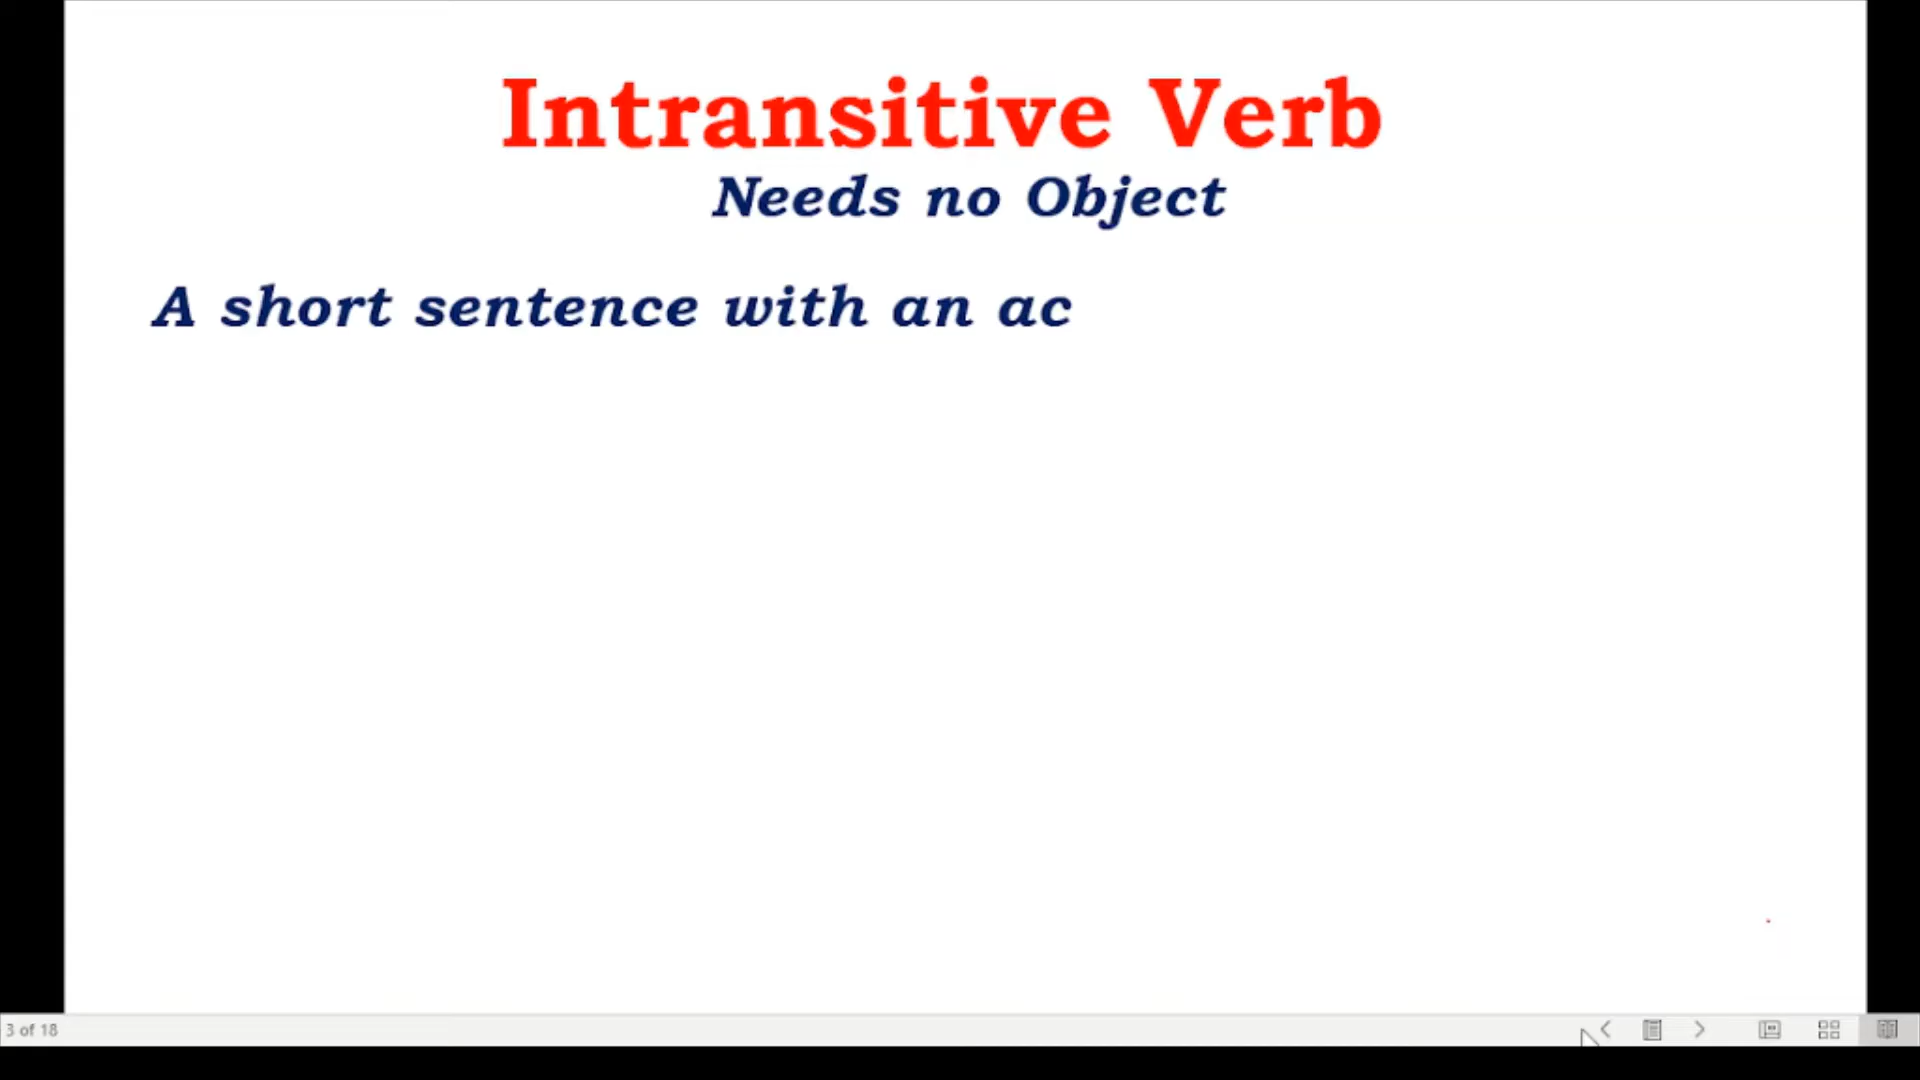 Intransitive Verb
Needs no Object
A short sentence with an ac
3 of 18